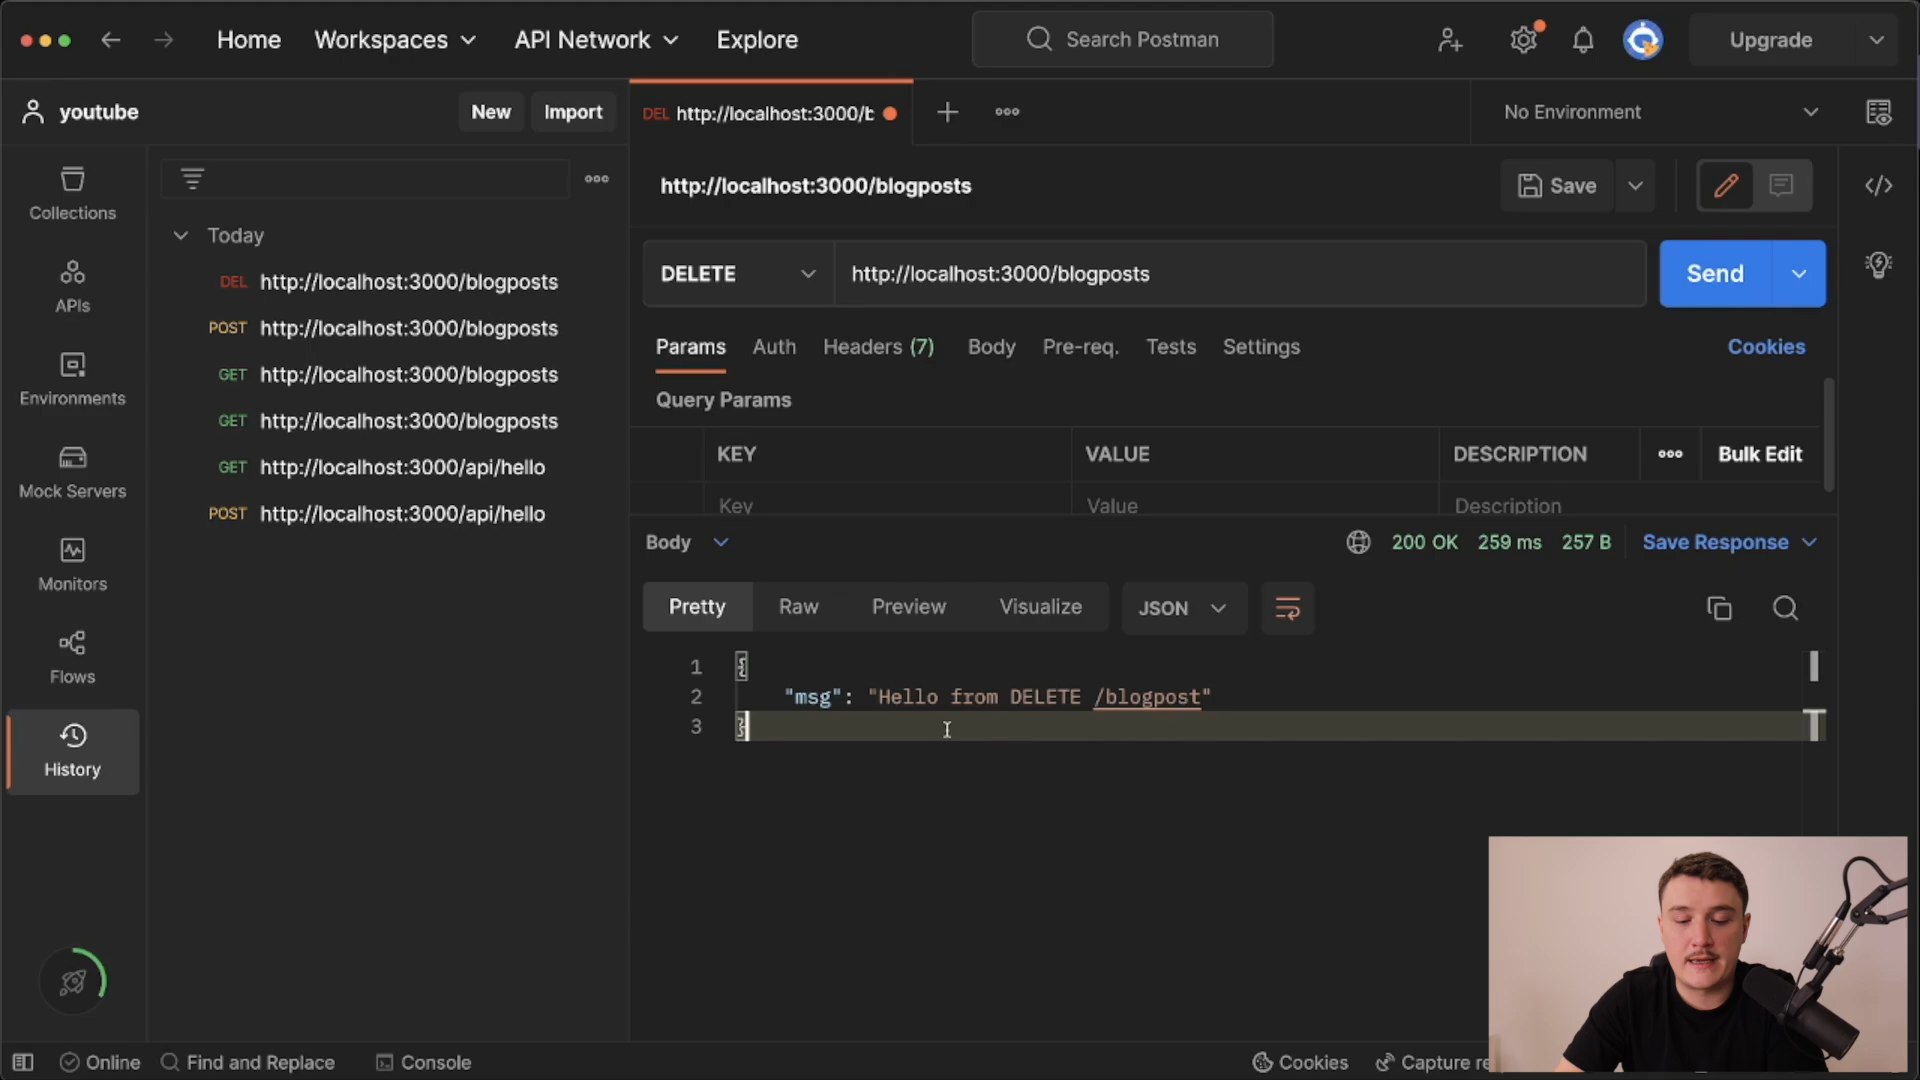 Home
Workspaces
API Network
Explore
Search Postman
Upgrade
youtube
New
Import
DEL http://localhost:3000/b
No Environment
http://localhost:3000/blogposts
Save
Collections
APIs
Environments
Mock Servers
Monitors
Flows
History
Today
DEL http://localhost:3000/blogposts
POST http://localhost:3000/blogposts
GET http://localhost:3000/blogposts
GET http://localhost:3000/blogposts
GET http://localhost:3000/api/hello
POST http://localhost:3000/api/hello
DELETE
http://localhost:3000/blogposts
Send
Params Auth Headers (7) Body Pre-req. Tests Settings
Cookies
Query Params
KEY VALUE DESCRIPTION
Bulk Edit
Key Value Description
Body
200 OK 259 ms 257 B
Save Response
Pretty Raw Preview Visualize
JSON
1 {
2 "msg": "Hello from DELETE /blogpost"
3 }
Online
Find and Replace
Console
Cookies
Capture re